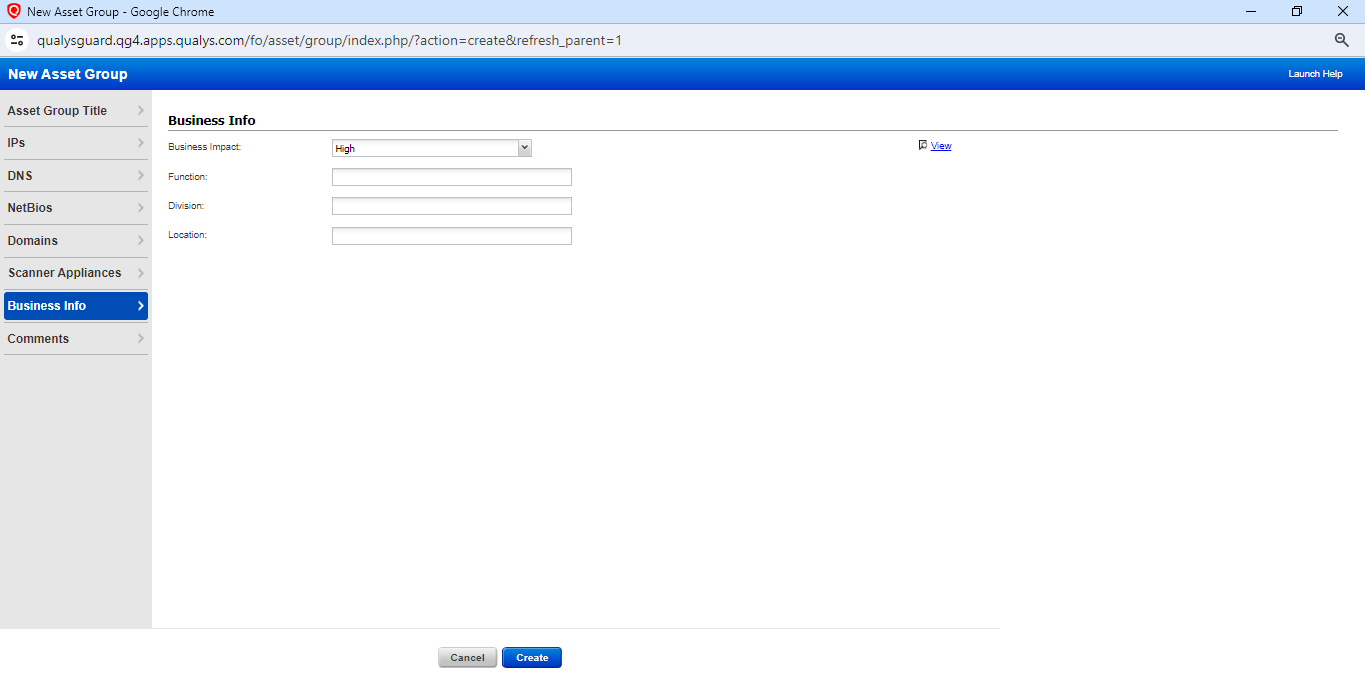 New Asset Group - Google Chrome
qualysguard.qg4.apps.qualys.com/fo/asset/group/index.php/?action=create&refresh_parent=1
New Asset Group
Launch Help
Asset Group Title
IPs
DNS
NetBios
Domains
Scanner Appliances
Business Info
Comments
Business Info
Business Impact:
High
View
Function:
Division:
Location:
Cancel
Create